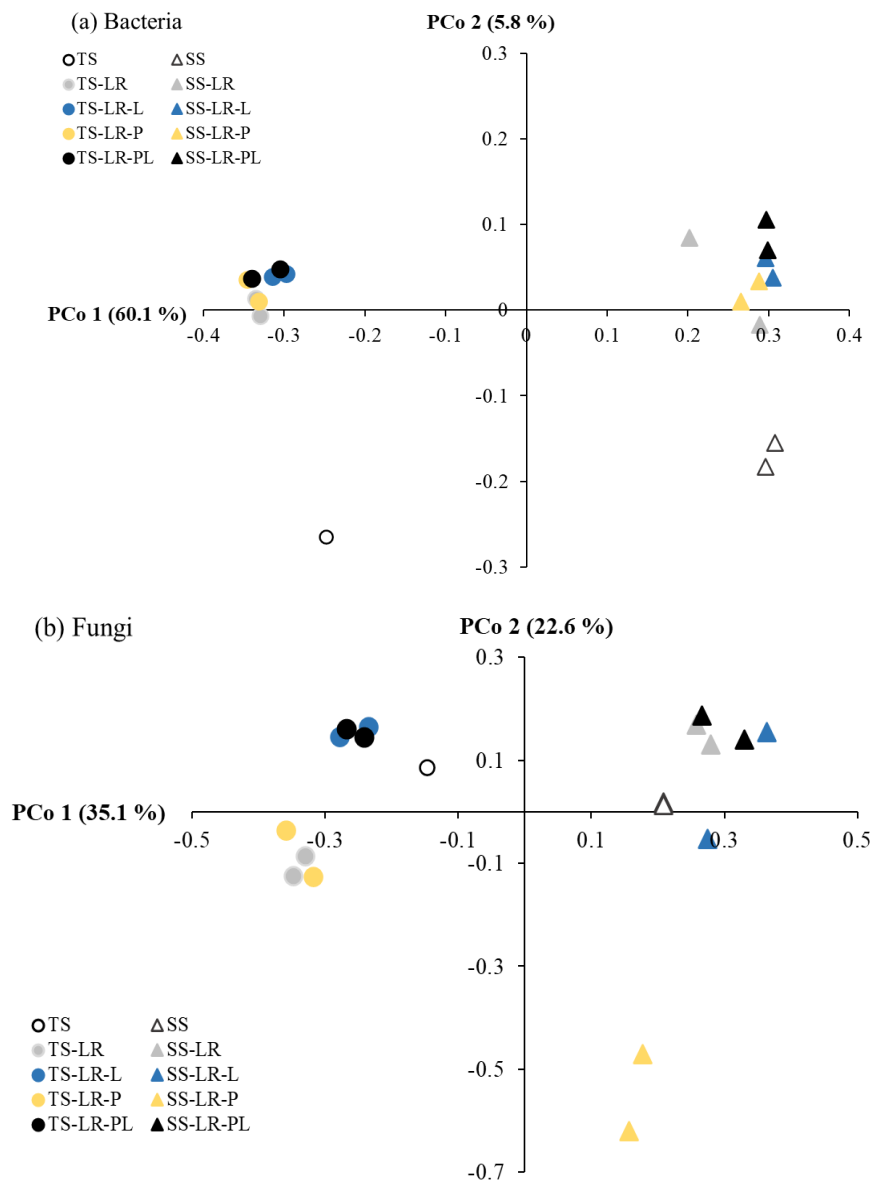 (a) Bacteria
PCo 2 (5.8 %)
TS SS
TS-LR SS-LR
TS-LR-L SS-LR-L
TS-LR-P SS-LR-P
TS-LR-PL SS-LR-PL
0.3
0.2
0.1
0
-0.1
-0.2
-0.3
PCo 1 (60.1 %)
-0.4 -0.3 -0.2 -0.1 0 0.1 0.2 0.3 0.4
(b) Fungi
PCo 2 (22.6 %)
0.3
0.1
-0.1
-0.3
-0.5
-0.7
PCo 1 (35.1 %)
-0.5 -0.3 -0.1 0.1 0.3 0.5
TS SS
TS-LR SS-LR
TS-LR-L SS-LR-L
TS-LR-P SS-LR-P
TS-LR-PL SS-LR-PL